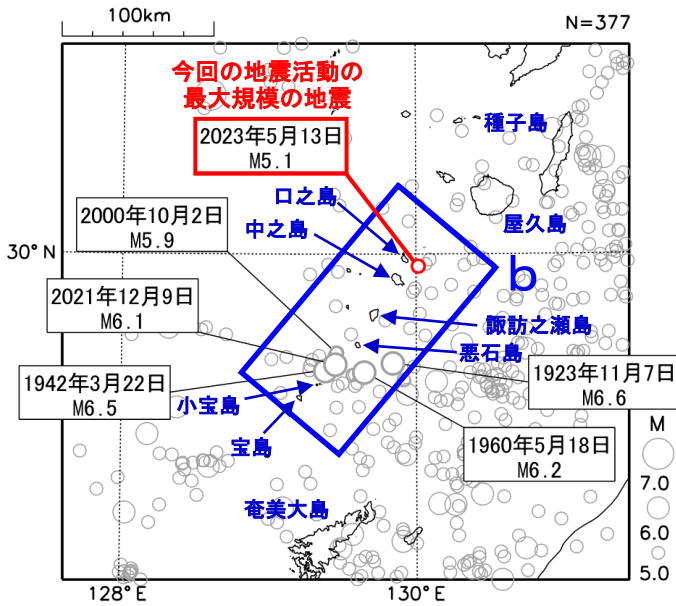 100km
N=377
今回の地震活動の
最大規模の地震
2023年5月13日
M5.1
種子島
口之島
屋久島
2000年10月2日
M5.9
中之島
30°N
b
2021年12月9日
M6.1
諏訪之瀬島
悪石島
1942年3月22日
M6.5
小宝島
1923年11月7日
M6.6
宝島
1960年5月18日
M6.2
M
7.0
6.0
5.0
奄美大島
128°E
130°E